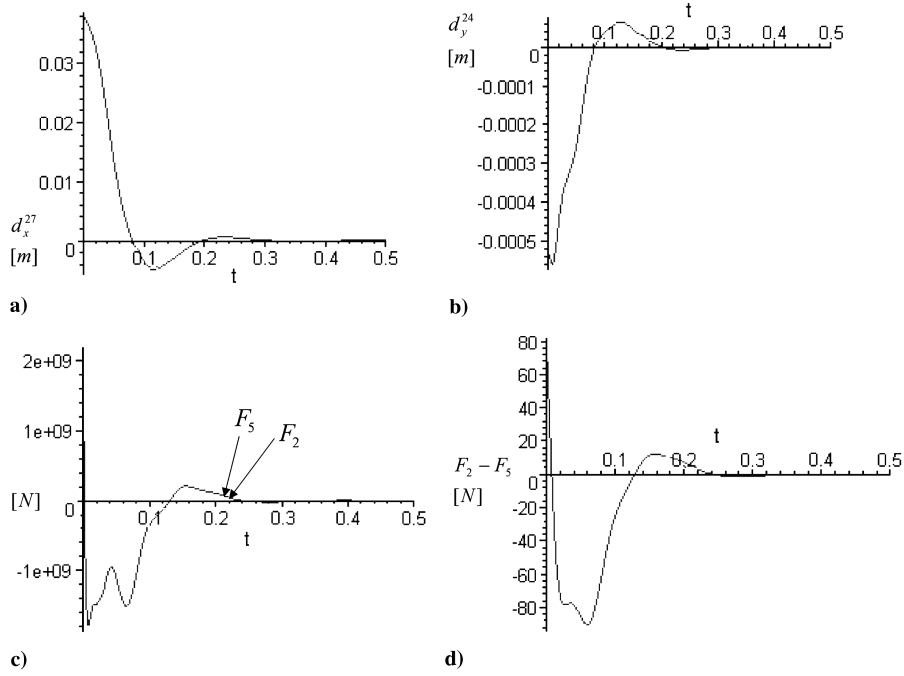 0.03
0.02
0.01
d_x^27
[m]
0
0.1
0.2
0.3
0.4
0.5
t
a)
t
d_y^24
[m]
0.1
0.2
0.3
0.4
0.5
0
-0.0001
-0.0002
-0.0003
-0.0004
-0.0005
b)
2e+09
1e+09
F_5
F_2
[N]
0
0.1
0.2
0.3
0.4
0.5
t
-1e+09
c)
80
60
40
20
t
F_2 − F_5
[N]
0.1
0.2
0.3
0.4
0.5
0
-20
-40
-60
-80
d)